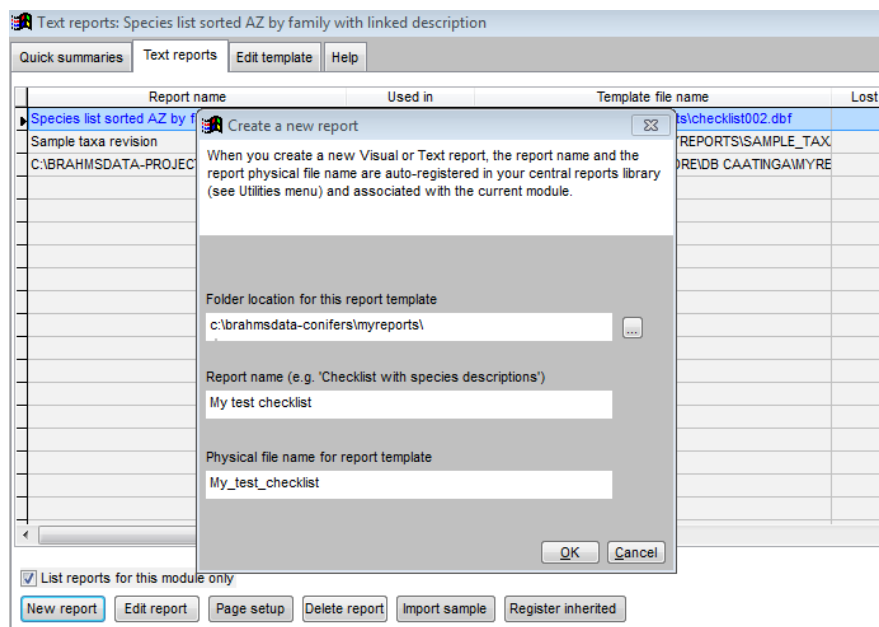 Text reports: Species list sorted AZ by family with linked description
Quick summaries Text reports Edit template Help
Report name Used in Template file name Lost
Species list sorted AZ by f ts\checklist002.dbf
Sample taxa revision YREPORTS\SAMPLE_TAX
C:\BRAHMSDATA-PROJEC ORE\DB CAATINGA\MYRE
Create a new report
When you create a new Visual or Text report, the report name and the
report physical file name are auto-registered in your central reports library
(see Utilities menu) and associated with the current module.
Folder location for this report template
c:\brahmsdata-conifers\myreports\
...
Report name (e.g. 'Checklist with species descriptions')
My test checklist
Physical file name for report template
My_test_checklist
OK Cancel
List reports for this module only
New report Edit report Page setup Delete report Import sample Register inherited